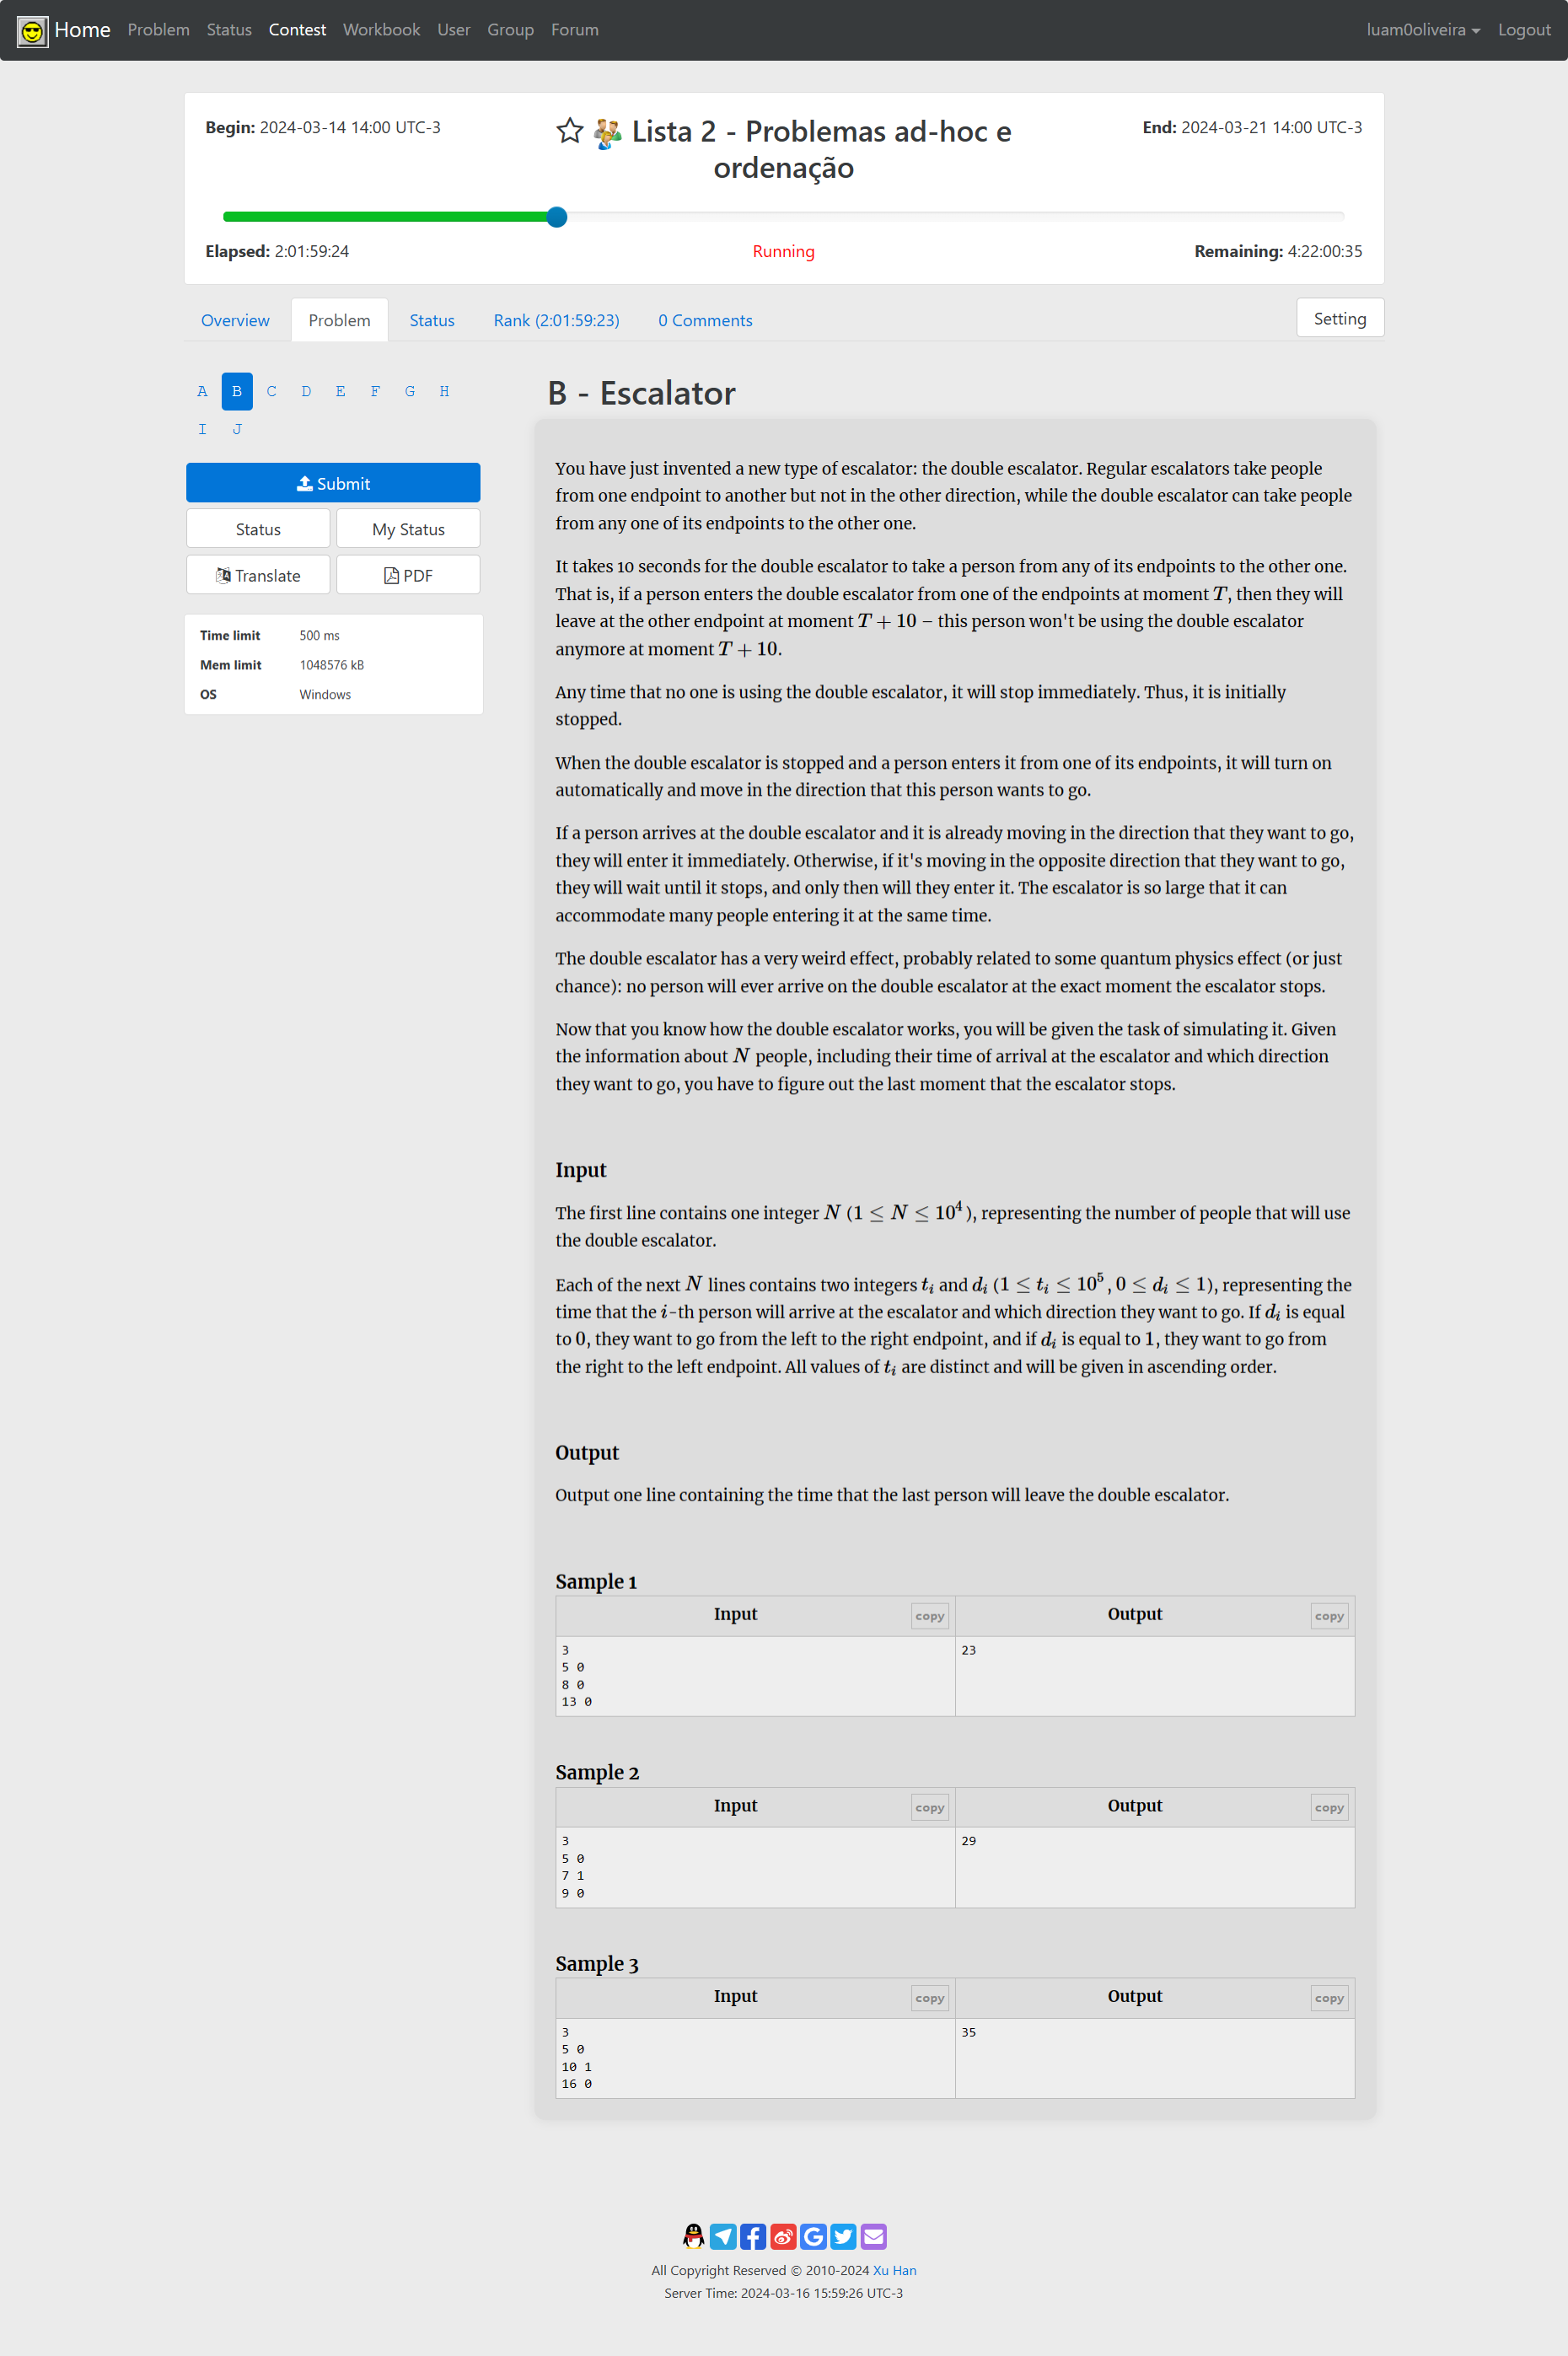 Home Problem Status Contest Workbook User Group Forum luam0oliveira Logout
Begin: 2024-03-14 14:00 UTC-3
Lista 2 - Problemas ad-hoc e
ordenação
End: 2024-03-21 14:00 UTC-3
Elapsed: 2:01:59:24
Running
Remaining: 4:22:00:35
Overview Problem Status Rank (2:01:59:23) 0 Comments Setting
A B C D E F G H
I J
Submit
Status My Status
Translate PDF
Time limit 500 ms
Mem limit 1048576 kB
OS Windows
B - Escalator
You have just invented a new type of escalator: the double escalator. Regular escalators take people
from one endpoint to another but not in the other direction, while the double escalator can take people
from any one of its endpoints to the other one.
It takes 10 seconds for the double escalator to take a person from any of its endpoints to the other one.
That is, if a person enters the double escalator from one of the endpoints at moment T, then they will
leave at the other endpoint at moment T + 10 – this person won't be using the double escalator
anymore at moment T + 10.
Any time that no one is using the double escalator, it will stop immediately. Thus, it is initially
stopped.
When the double escalator is stopped and a person enters it from one of its endpoints, it will turn on
automatically and move in the direction that this person wants to go.
If a person arrives at the double escalator and it is already moving in the direction that they want to go,
they will enter it immediately. Otherwise, if it's moving in the opposite direction that they want to go,
they will wait until it stops, and only then will they enter it. The escalator is so large that it can
accommodate many people entering it at the same time.
The double escalator has a very weird effect, probably related to some quantum physics effect (or just
chance): no person will ever arrive on the double escalator at the exact moment the escalator stops.
Now that you know how the double escalator works, you will be given the task of simulating it. Given
the information about N people, including their time of arrival at the escalator and which direction
they want to go, you have to figure out the last moment that the escalator stops.
Input
The first line contains one integer N (1 ≤ N ≤ 10⁴), representing the number of people that will use
the double escalator.
Each of the next N lines contains two integers tᵢ and dᵢ (1 ≤ tᵢ ≤ 10⁵, 0 ≤ dᵢ ≤ 1), representing the
time that the i-th person will arrive at the escalator and which direction they want to go. If dᵢ is equal
to 0, they want to go from the left to the right endpoint, and if dᵢ is equal to 1, they want to go from
the right to the left endpoint. All values of tᵢ are distinct and will be given in ascending order.
Output
Output one line containing the time that the last person will leave the double escalator.
Sample 1
Input copy Output copy
3
5 0
8 0
13 0
23
Sample 2
Input copy Output copy
3
5 0
7 1
9 0
29
Sample 3
Input copy Output copy
3
5 0
10 1
16 0
35
All Copyright Reserved © 2010-2024 Xu Han
Server Time: 2024-03-16 15:59:26 UTC-3